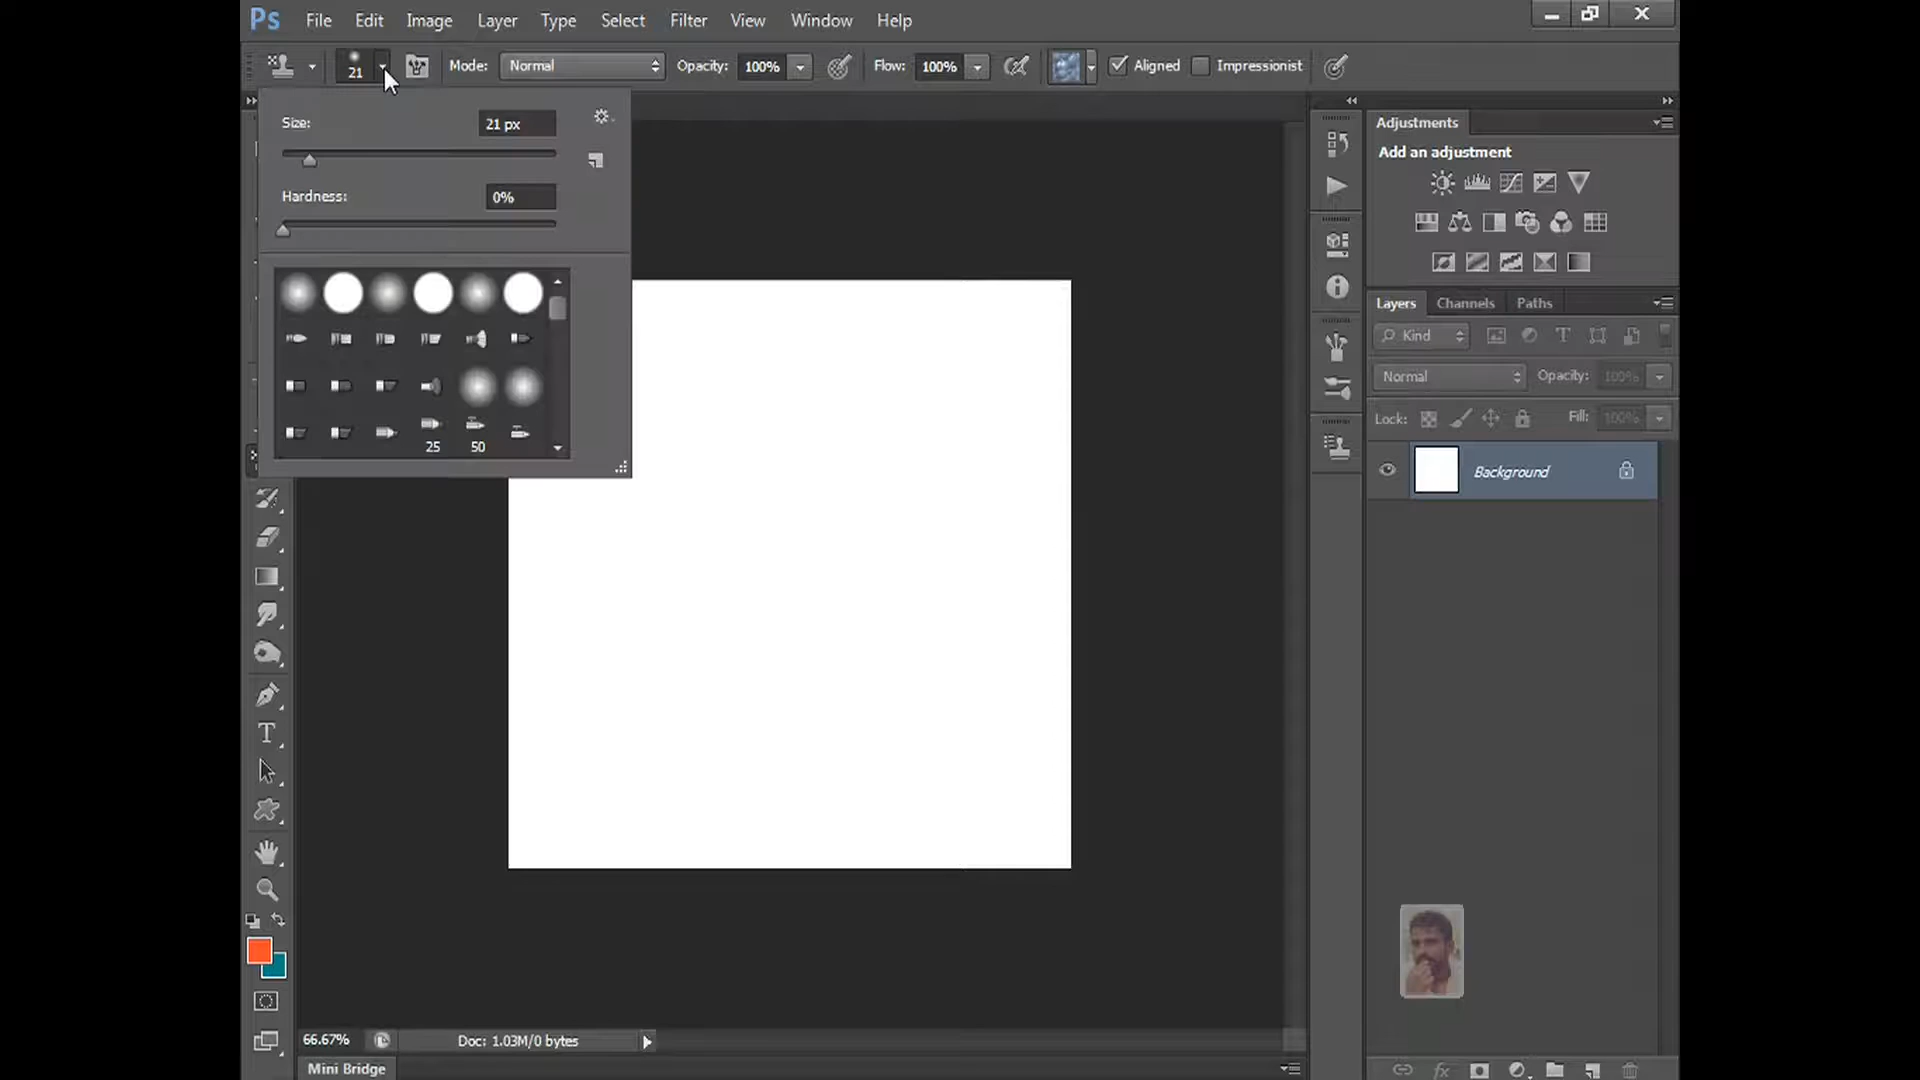 Ps File Edit Image Layer Type Select Filter View Window Help
21 Mode: Normal Opacity: 100% Flow: 100% Aligned Impressionist
Size: 21 px
Hardness: 0%
25 50
Adjustments
Add an adjustment
Layers Channels Paths
Kind
Normal Opacity: 100%
Lock: Fill: 100%
Background
66.67% Doc: 1.03M/0 bytes
Mini Bridge